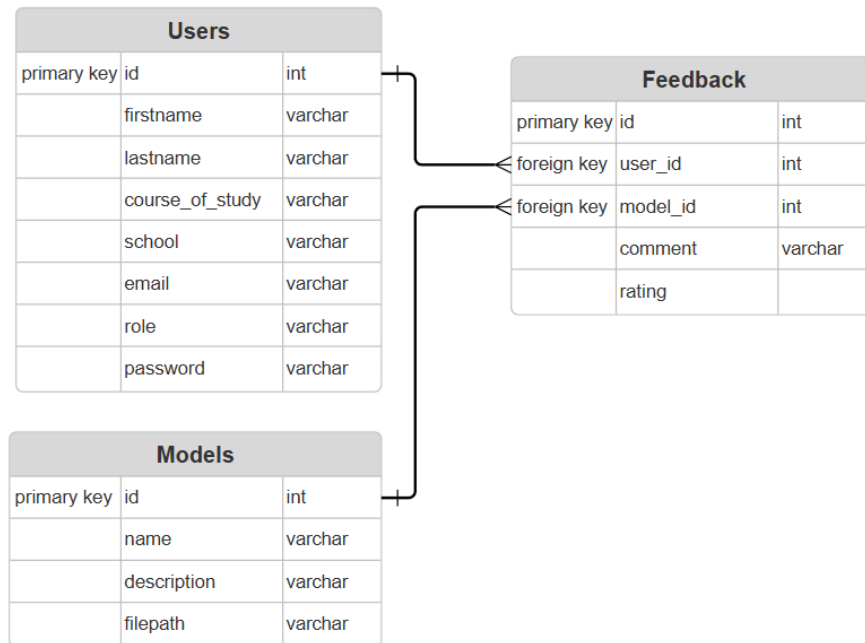 Users
primary key id int
firstname varchar
lastname varchar
course_of_study varchar
school varchar
email varchar
role varchar
password varchar
Feedback
primary key id int
foreign key user_id int
foreign key model_id int
comment varchar
rating
Models
primary key id int
name varchar
description varchar
filepath varchar